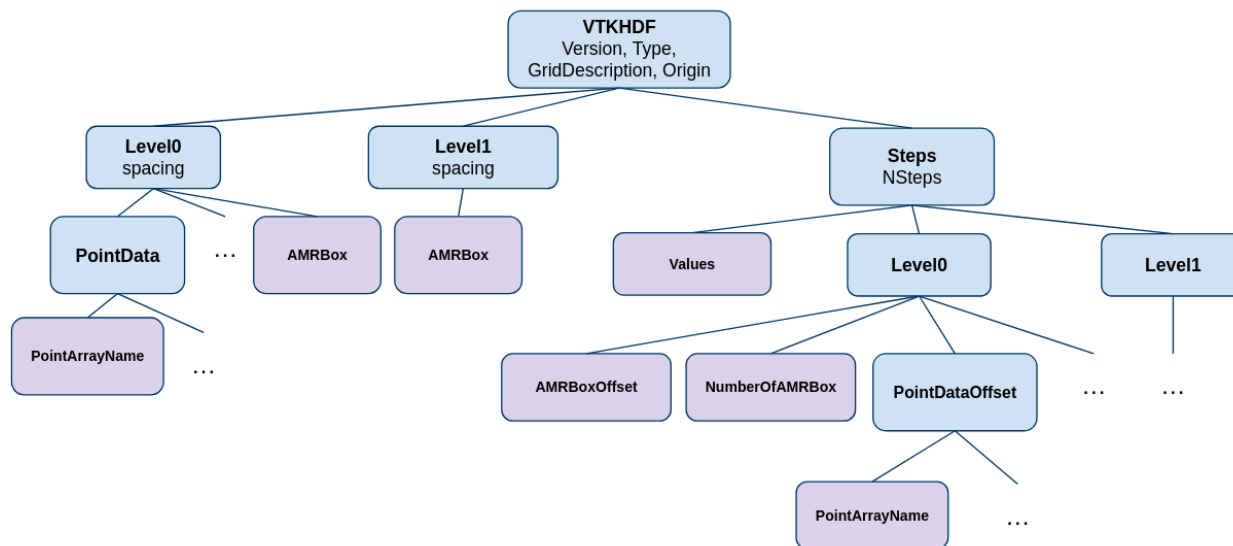 VTKHDF
Version, Type,
GridDescription, Origin
Level0
spacing
Level1
spacing
Steps
NSteps
PointData
...
AMRBox
AMRBox
Values
Level0
Level1
PointArrayName
...
AMRBoxOffset
NumberOfAMRBox
PointDataOffset
...
...
PointArrayName
...